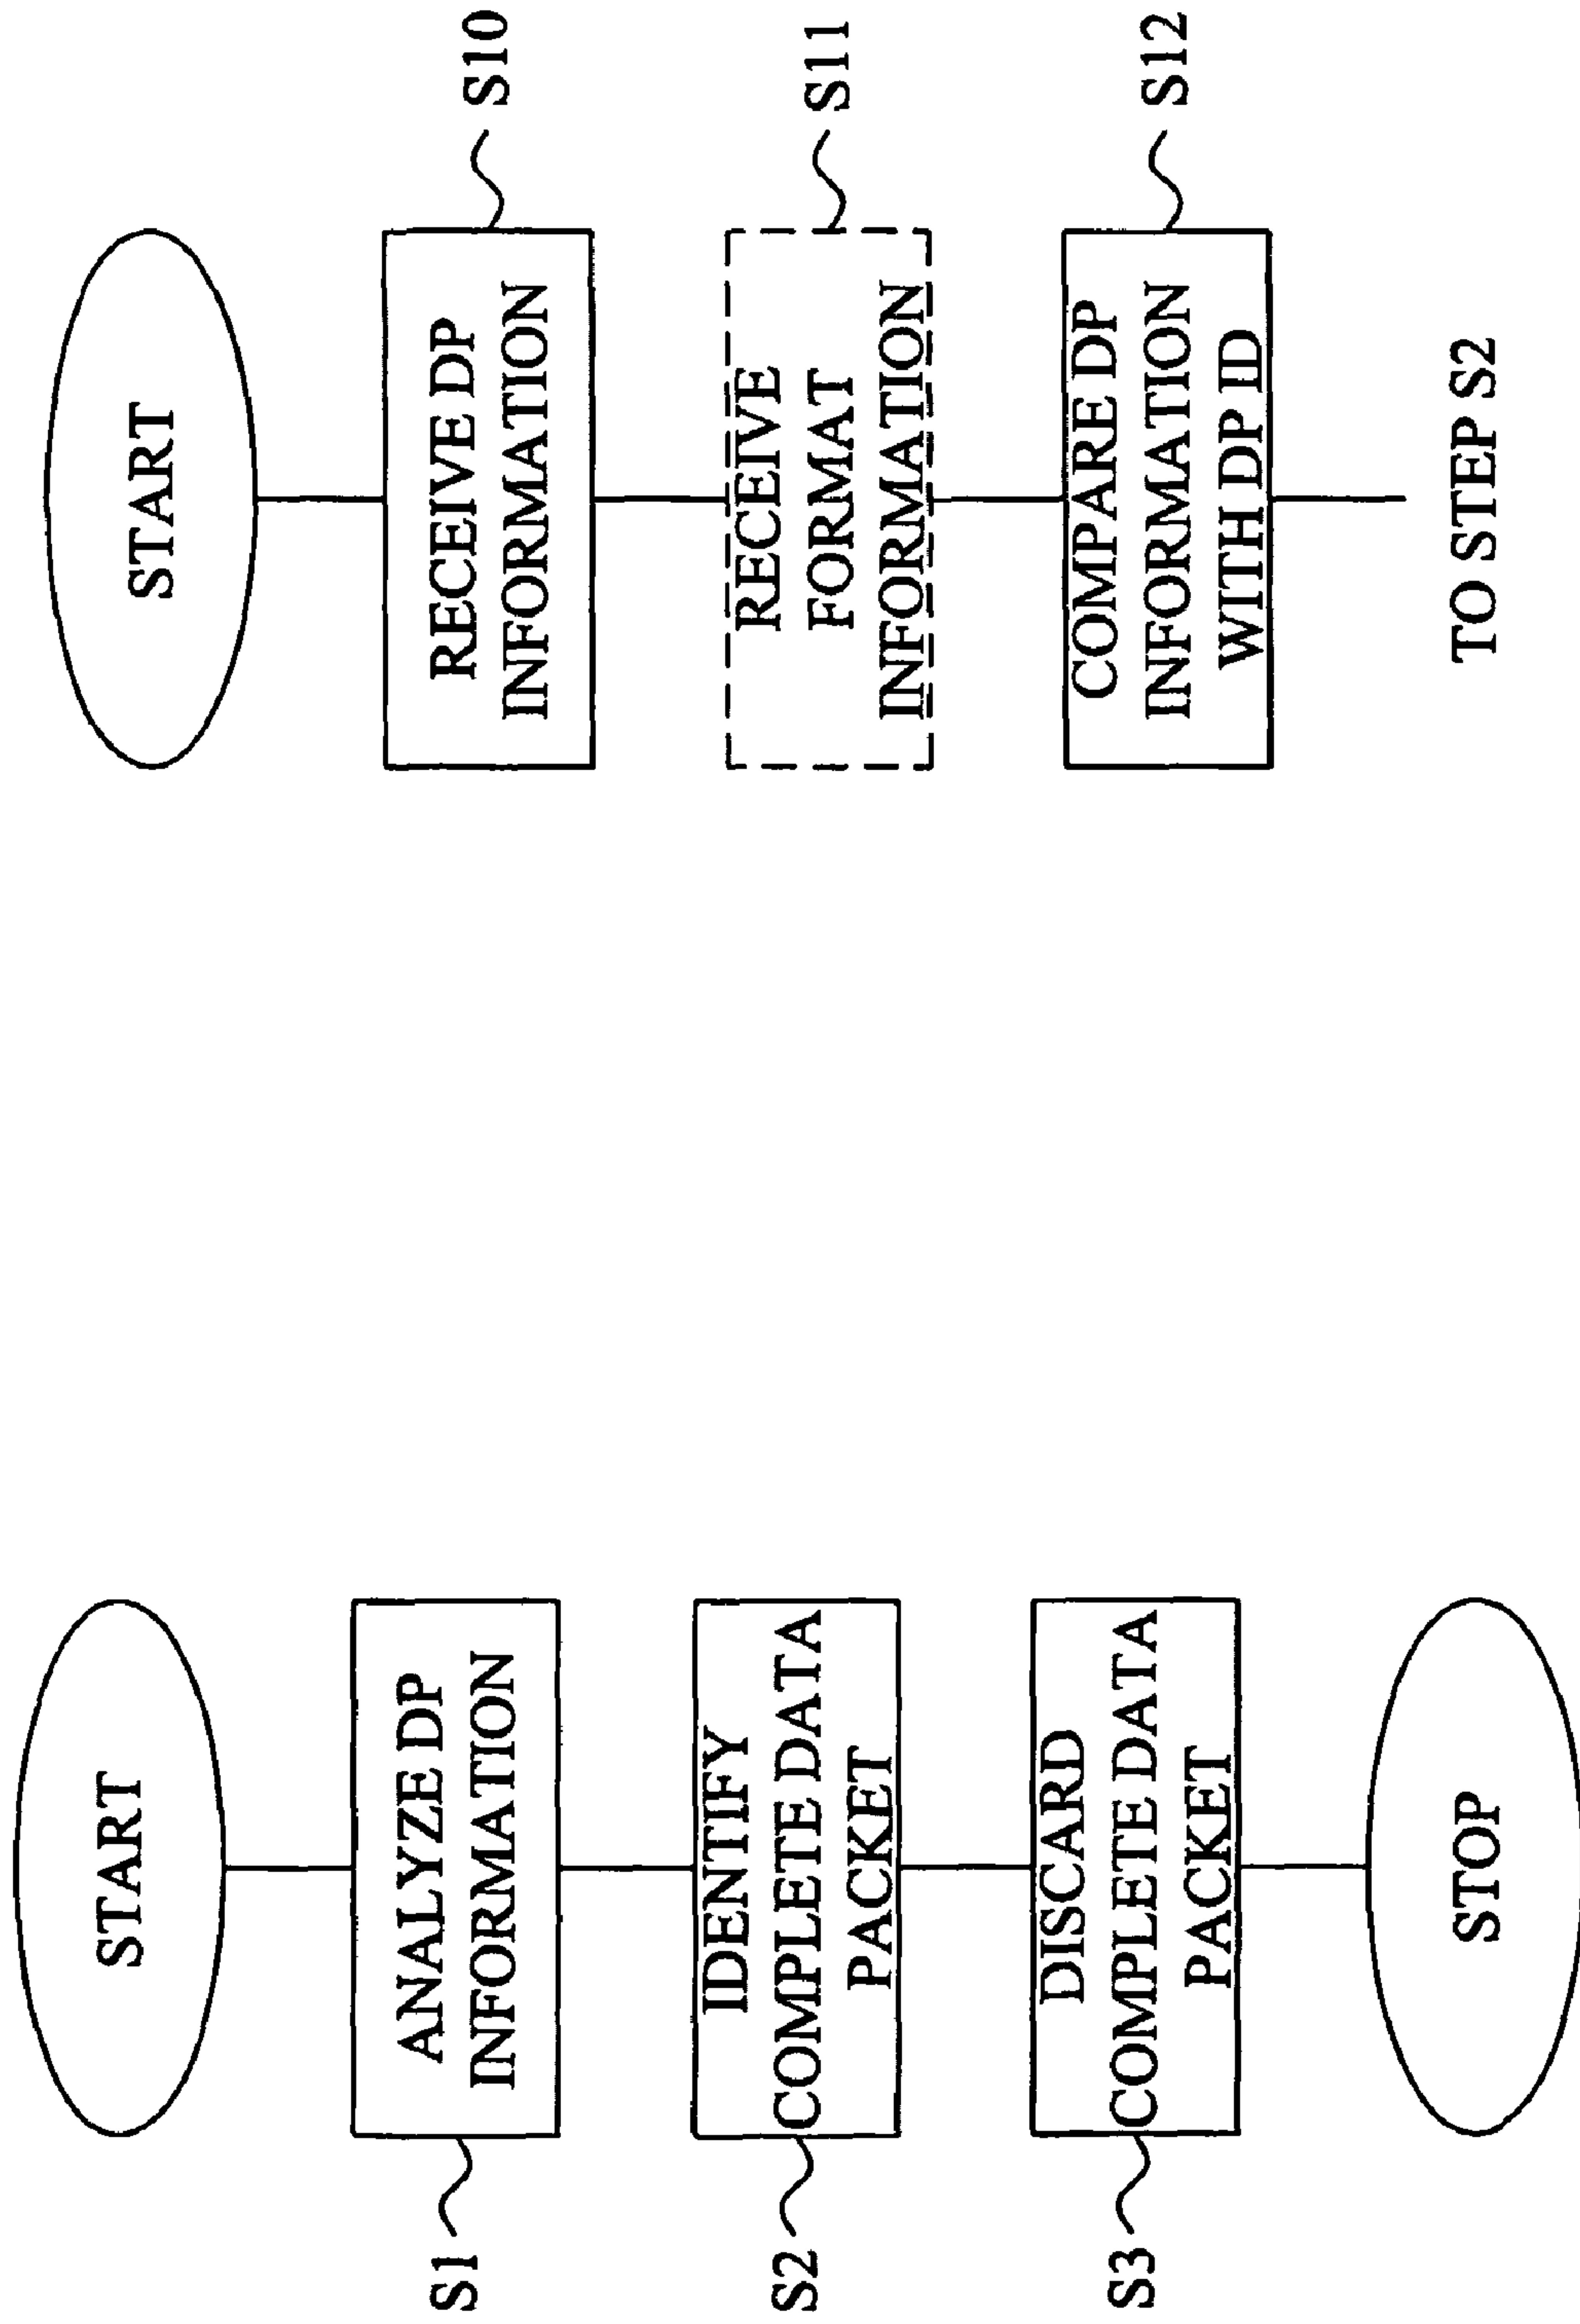 START
S1
ANALYZE DP
INFORMATION
S2
IDENTIFY
COMPLETE DATA
PACKET
S3
DISCARD
COMPLETE DATA
PACKET
STOP
START
RECEIVE DP
INFORMATION
S10
RECEIVE
FORMAT
INFORMATION
S11
COMPARE DP
INFORMATION
WITH DP ID
S12
TO STEP S2